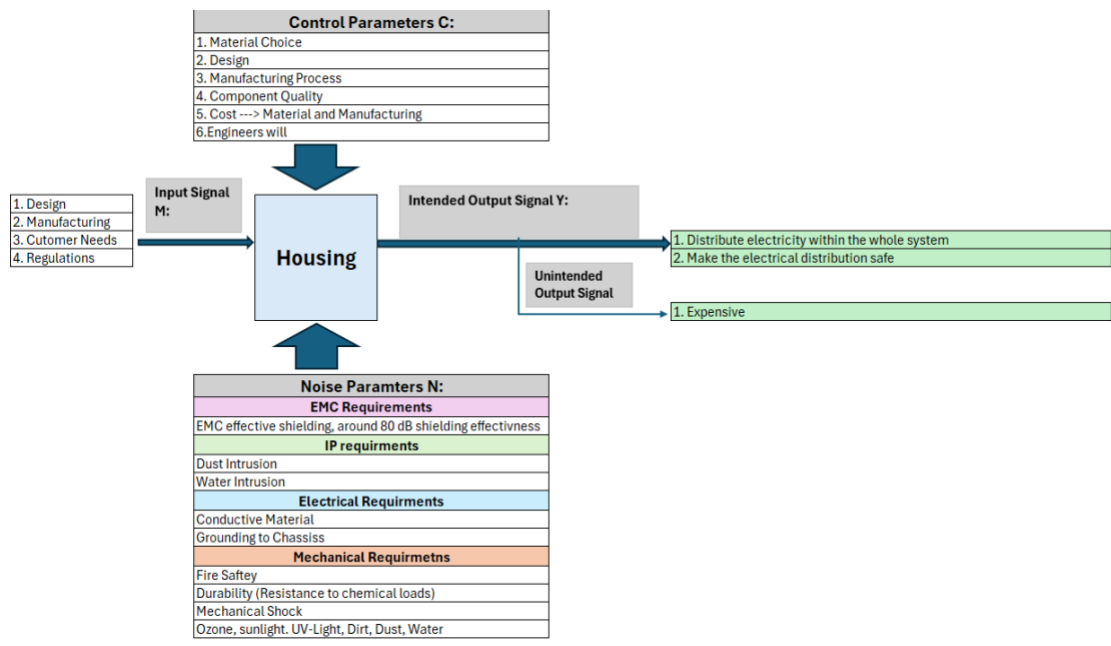 Control Parameters C:
1. Material Choice
2. Design
3. Manufacturing Process
4. Component Quality
5. Cost ---> Material and Manufacturing
6.Engineers will
Input Signal
M:
1. Design
2. Manufacturing
3. Cutomer Needs
4. Regulations
Housing
Intended Output Signal Y:
1. Distribute electricity within the whole system
2. Make the electrical distribution safe
Unintended
Output Signal
1. Expensive
Noise Paramters N:
EMC Requirements
EMC effective shielding, around 80 dB shielding effectivness
IP requirments
Dust Intrusion
Water Intrusion
Electrical Requirments
Conductive Material
Grounding to Chassiss
Mechanical Requirmetns
Fire Saftey
Durability (Resistance to chemical loads)
Mechanical Shock
Ozone, sunlight. UV-Light, Dirt, Dust, Water